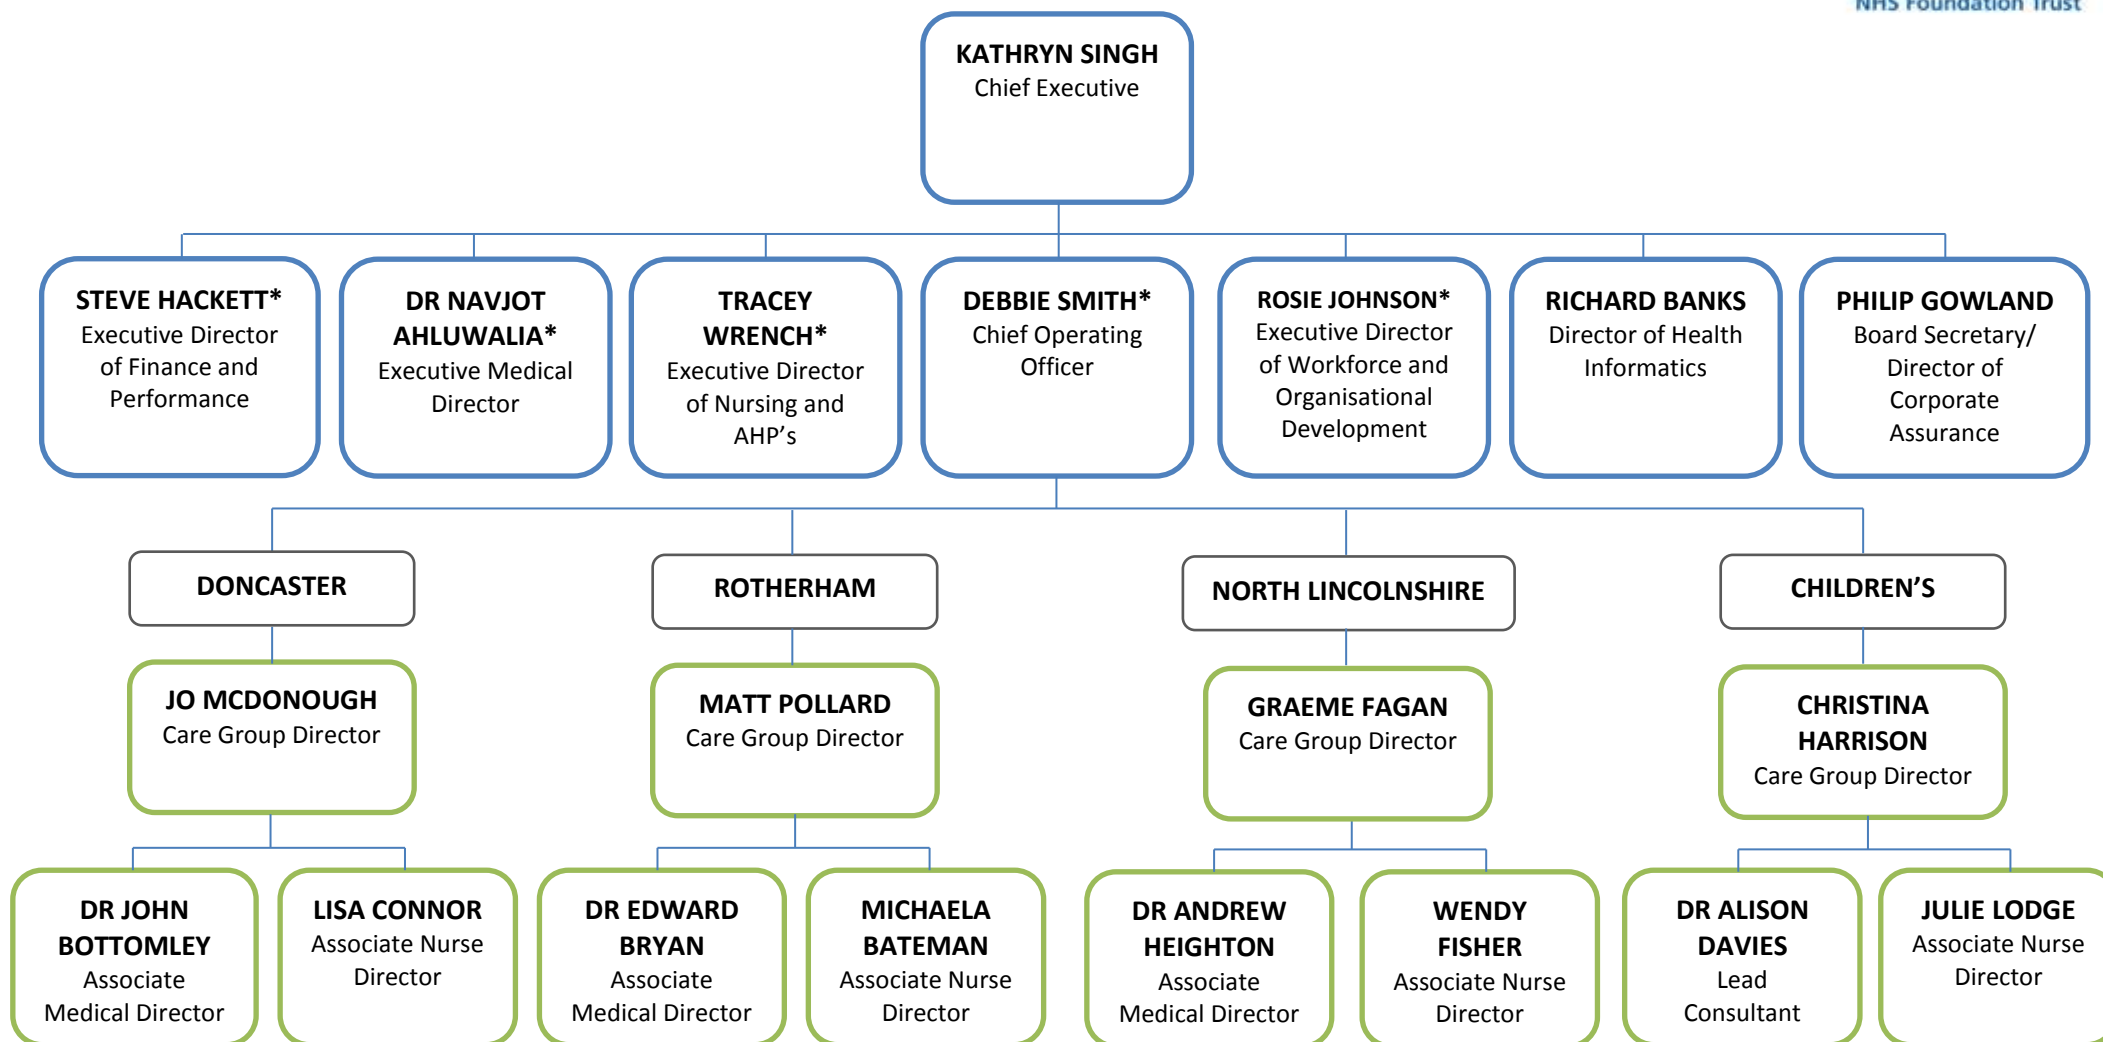 NHS Foundation Trust
KATHRYN SINGH
Chief Executive
STEVE HACKETT*
Executive Director
of Finance and
Performance
DR NAVJOT
AHLUWALIA*
Executive Medical
Director
TRACEY
WRENCH*
Executive Director
of Nursing and
AHP’s
DEBBIE SMITH*
Chief Operating
Officer
ROSIE JOHNSON*
Executive Director
of Workforce and
Organisational
Development
RICHARD BANKS
Director of Health
Informatics
PHILIP GOWLAND
Board Secretary/
Director of
Corporate
Assurance
DONCASTER
ROTHERHAM
NORTH LINCOLNSHIRE
CHILDREN’S
JO MCDONOUGH
Care Group Director
MATT POLLARD
Care Group Director
GRAEME FAGAN
Care Group Director
CHRISTINA
HARRISON
Care Group Director
DR JOHN
BOTTOMLEY
Associate
Medical Director
LISA CONNOR
Associate Nurse
Director
DR EDWARD
BRYAN
Associate
Medical Director
MICHAELA
BATEMAN
Associate Nurse
Director
DR ANDREW
HEIGHTON
Associate
Medical Director
WENDY
FISHER
Associate Nurse
Director
DR ALISON
DAVIES
Lead
Consultant
JULIE LODGE
Associate Nurse
Director